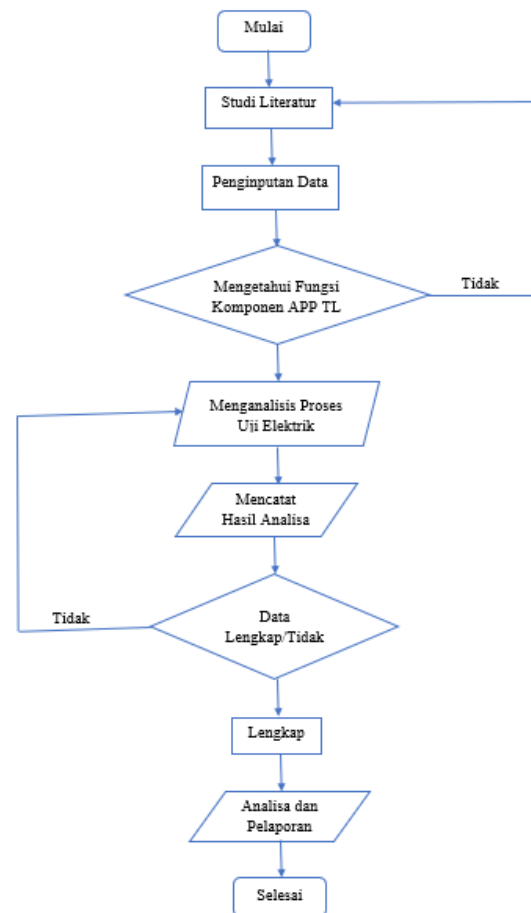 Mulai
Studi Literatur
Penginputan Data
Mengetahui Fungsi
Komponen APP TL
Tidak
Menganalisis Proses
Uji Elektrik
Mencatat
Hasil Analisa
Data
Lengkap/Tidak
Tidak
Lengkap
Analisa dan
Pelaporan
Selesai